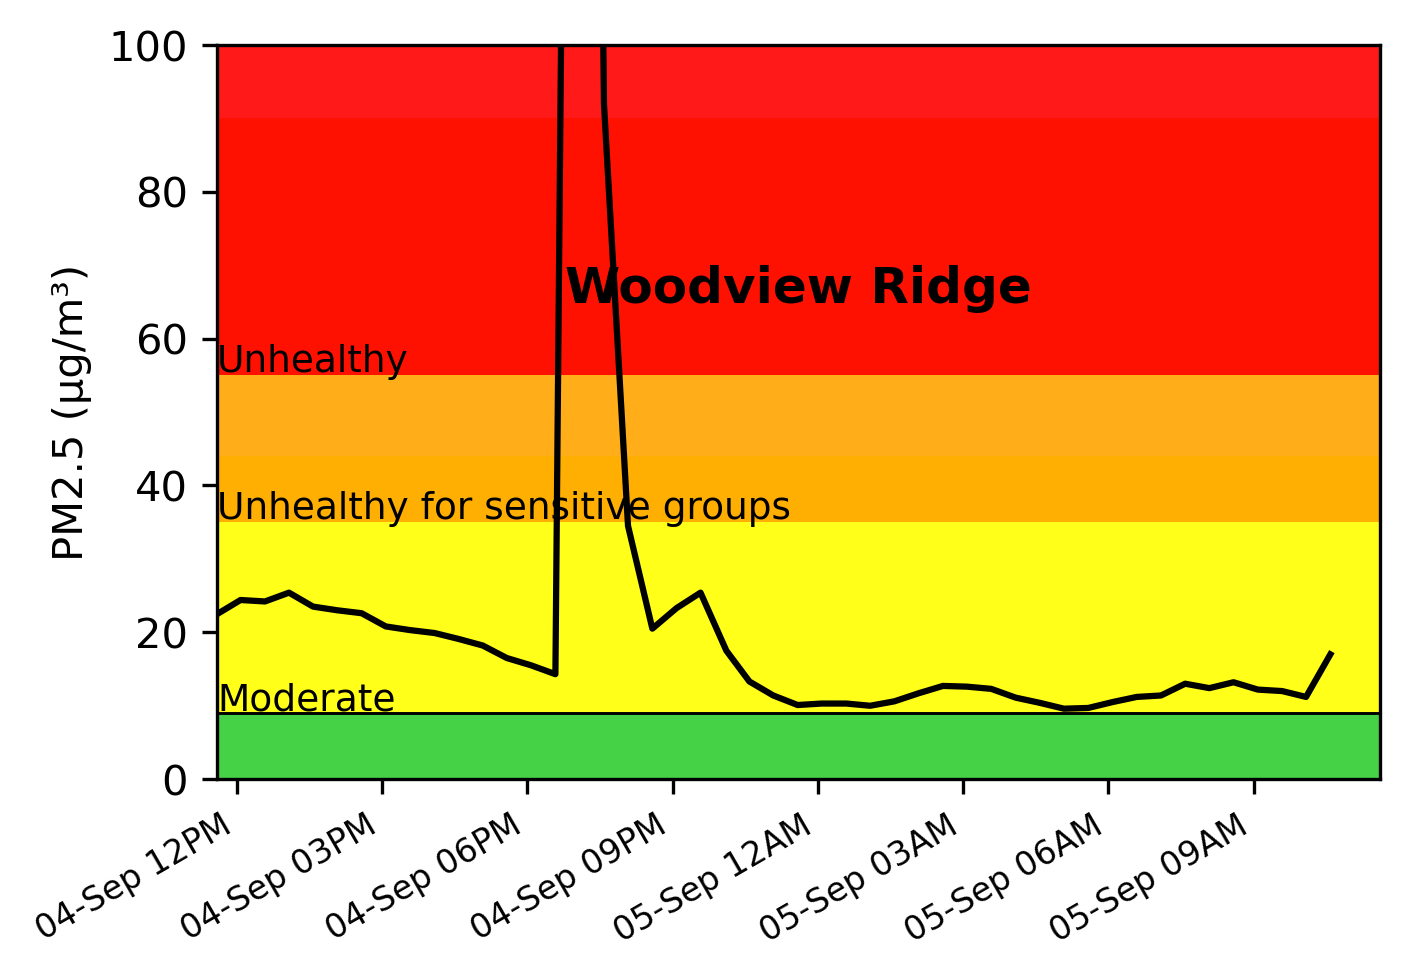 100
80
60
40
20
0
PM2.5 (µg/m³)
Woodview Ridge
Unhealthy
Unhealthy for sensitive groups
Moderate
04-Sep 12PM
04-Sep 03PM
04-Sep 06PM
04-Sep 09PM
05-Sep 12AM
05-Sep 03AM
05-Sep 06AM
05-Sep 09AM